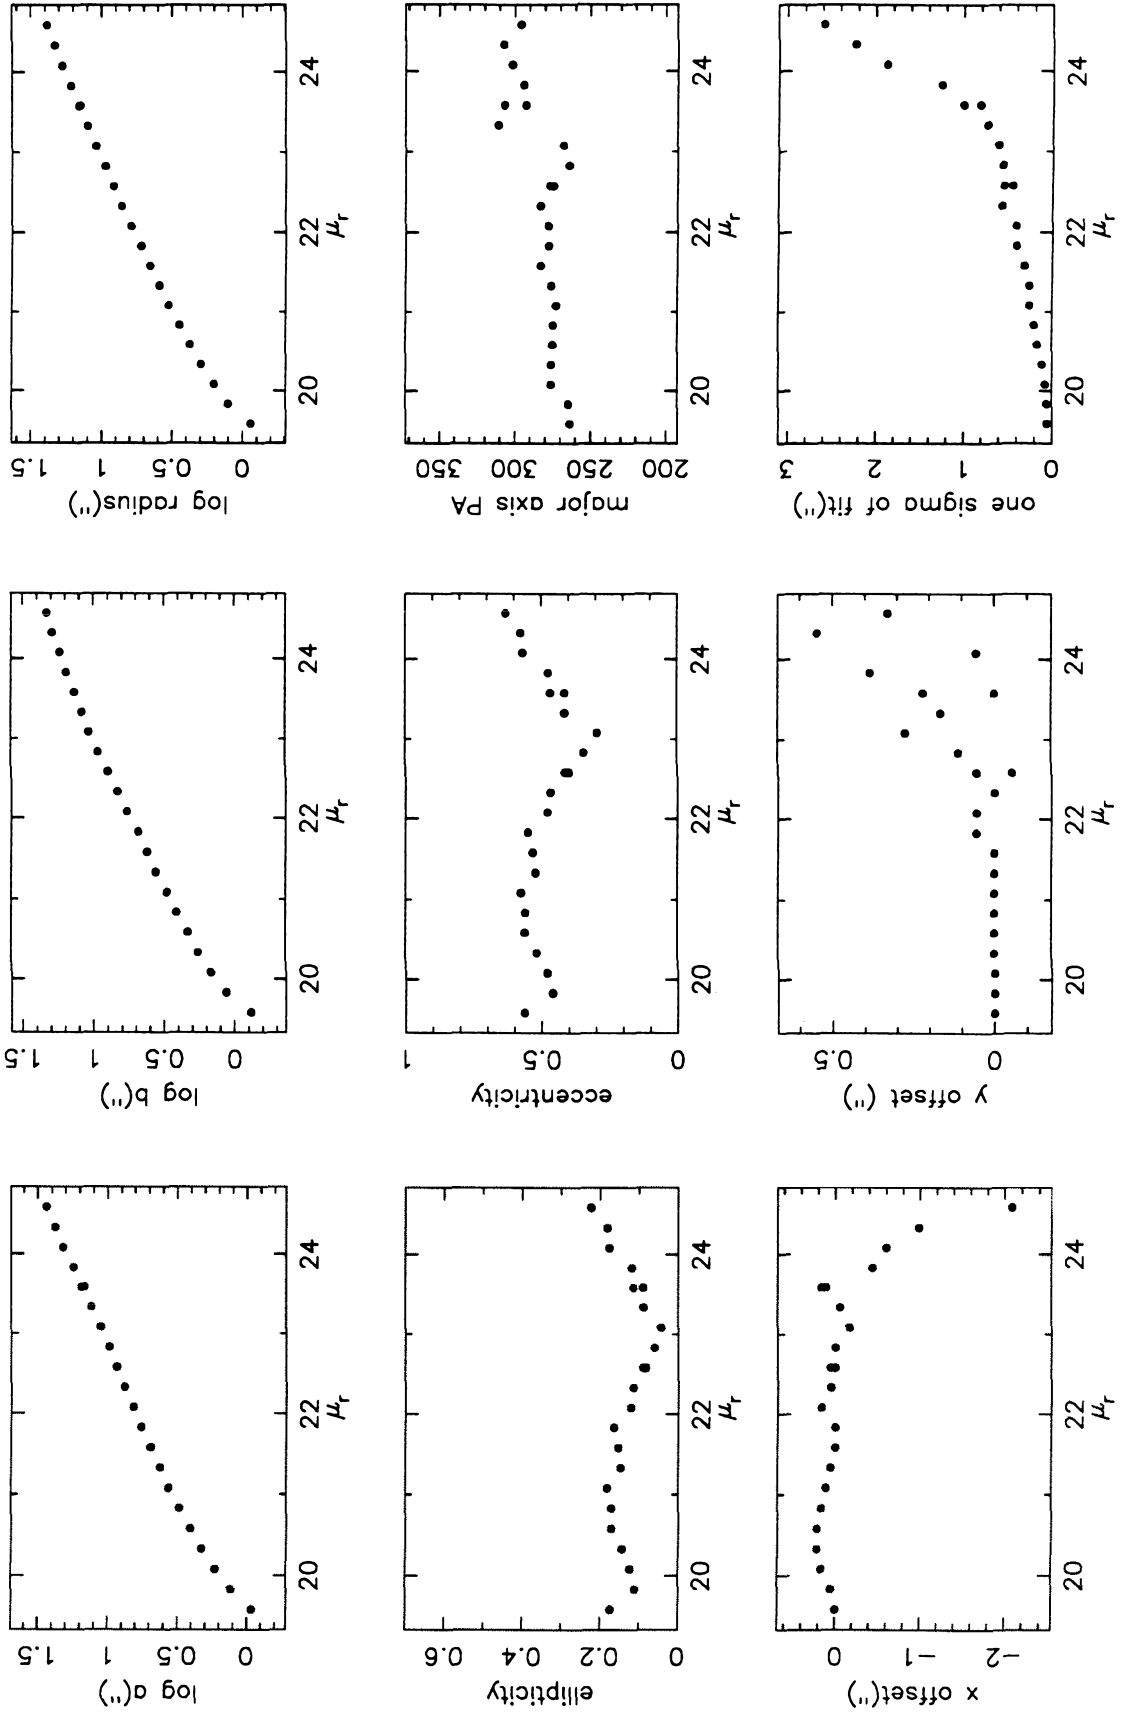 log a(")
1.5
1
0.5
0
20 22 24
μr
log b(")
1.5
1
0.5
0
20 22 24
μr
log radius(")
1.5
1
0.5
0
20 22 24
μr
ellipticity
0.6
0.4
0.2
0
20 22 24
μr
eccentricity
1
0.5
0
20 22 24
μr
major axis PA
350
300
250
200
20 22 24
μr
x offset(")
0
−1
−2
20 22 24
μr
y offset (")
0.5
0
20 22 24
μr
one sigma of fit(")
3
2
1
0
20 22 24
μr